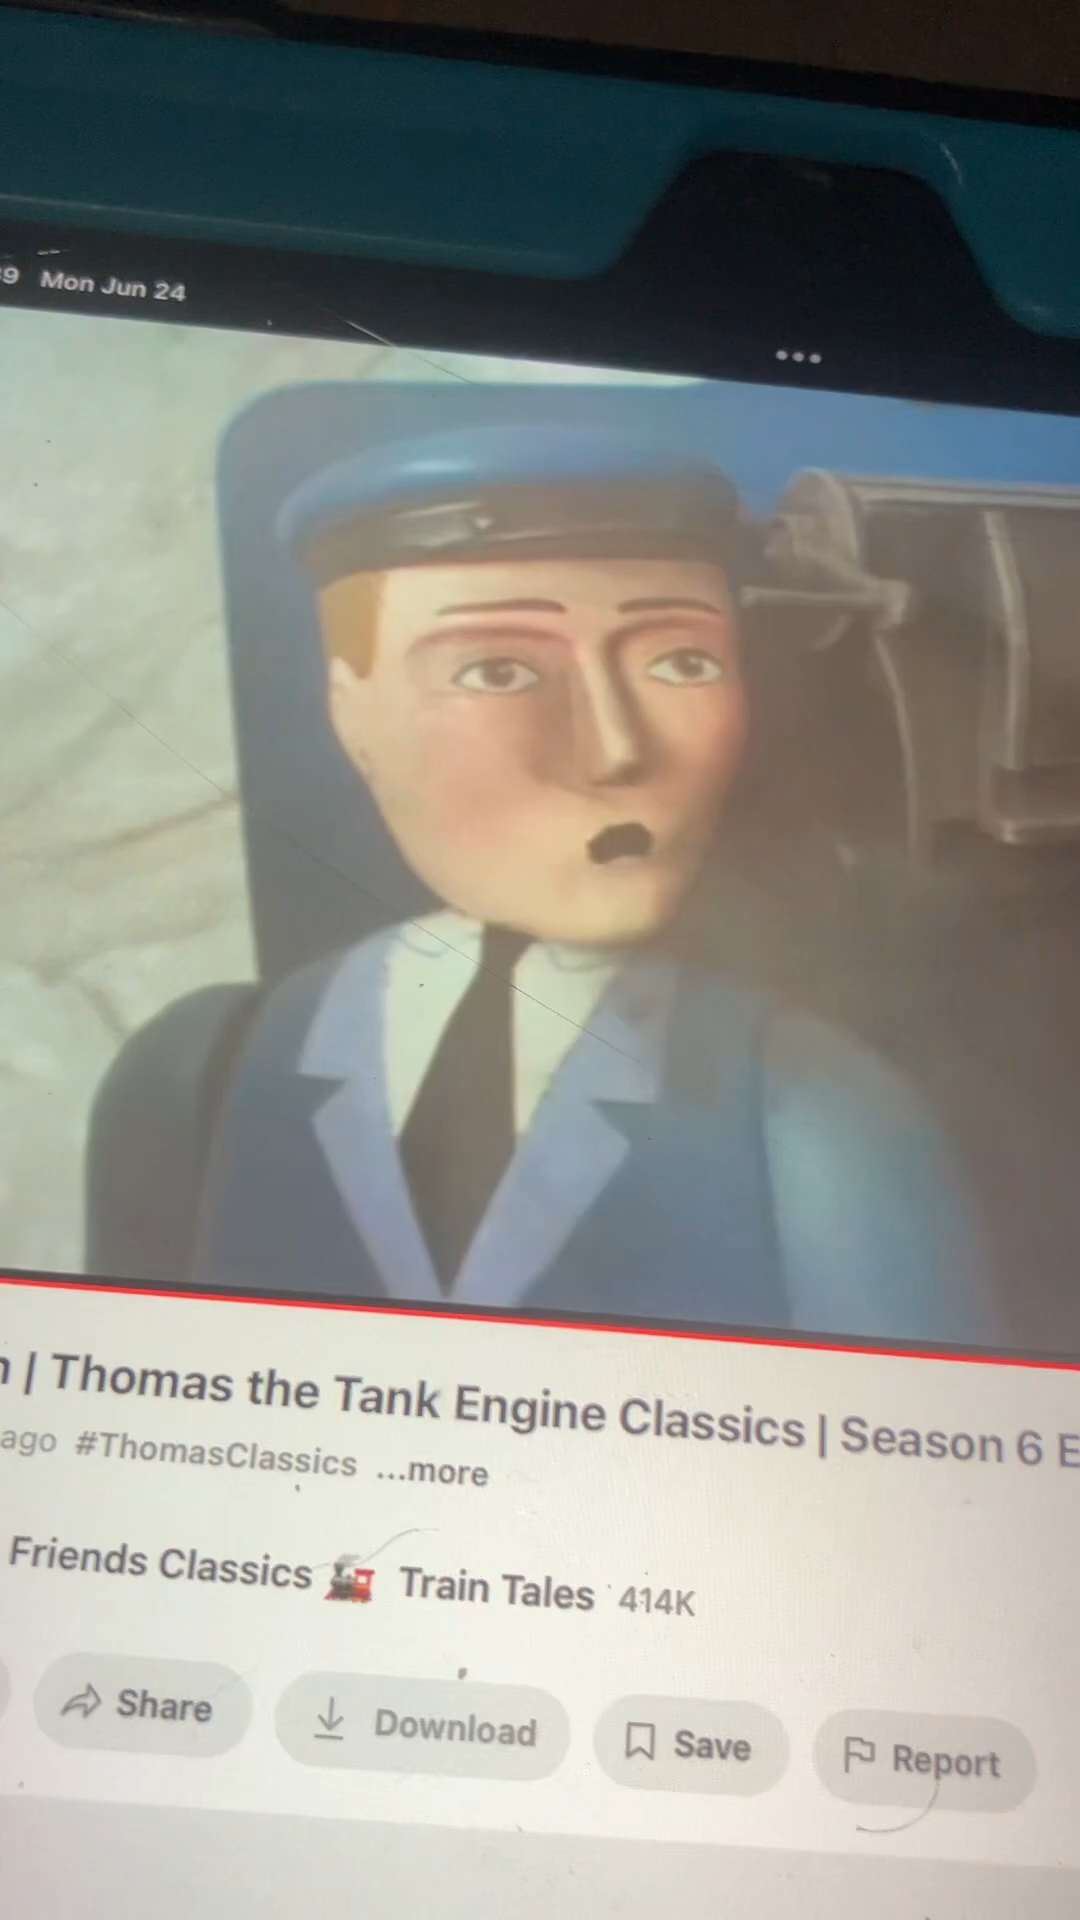 9 Mon Jun 24
| Thomas the Tank Engine Classics | Season 6 E
ago #ThomasClassics ...more
Friends Classics 🚂 Train Tales 414K
Share Download Save Report